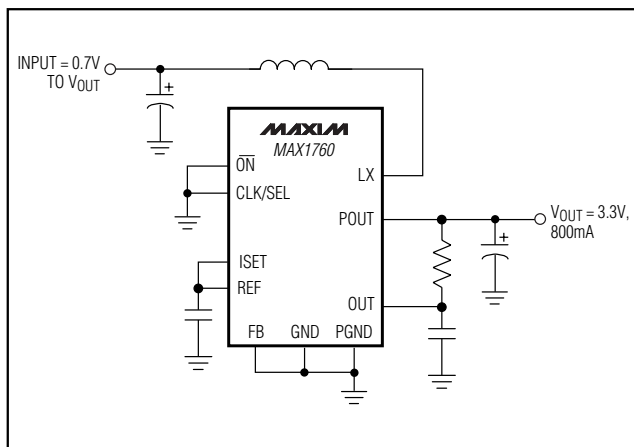 INPUT = 0.7V
TO VOUT
+
MAXIM
MAX1760
ON
CLK/SEL
LX
POUT
VOUT = 3.3V,
800mA
+
ISET
REF
OUT
FB GND PGND